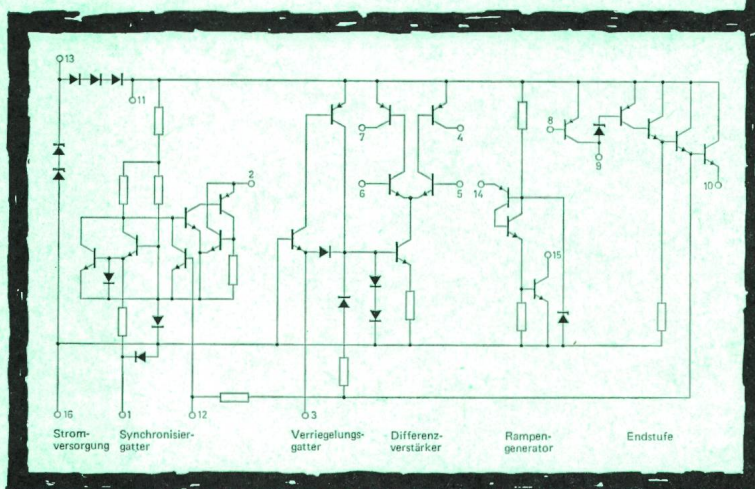 13
11
8
7
4
9
2
6
5
14
10
15
16
1
12
3
Strom-
versorgung
Synchronisier-
gatter
Verriegelungs-
gatter
Differenz-
verstärker
Rampen-
generator
Endstufe